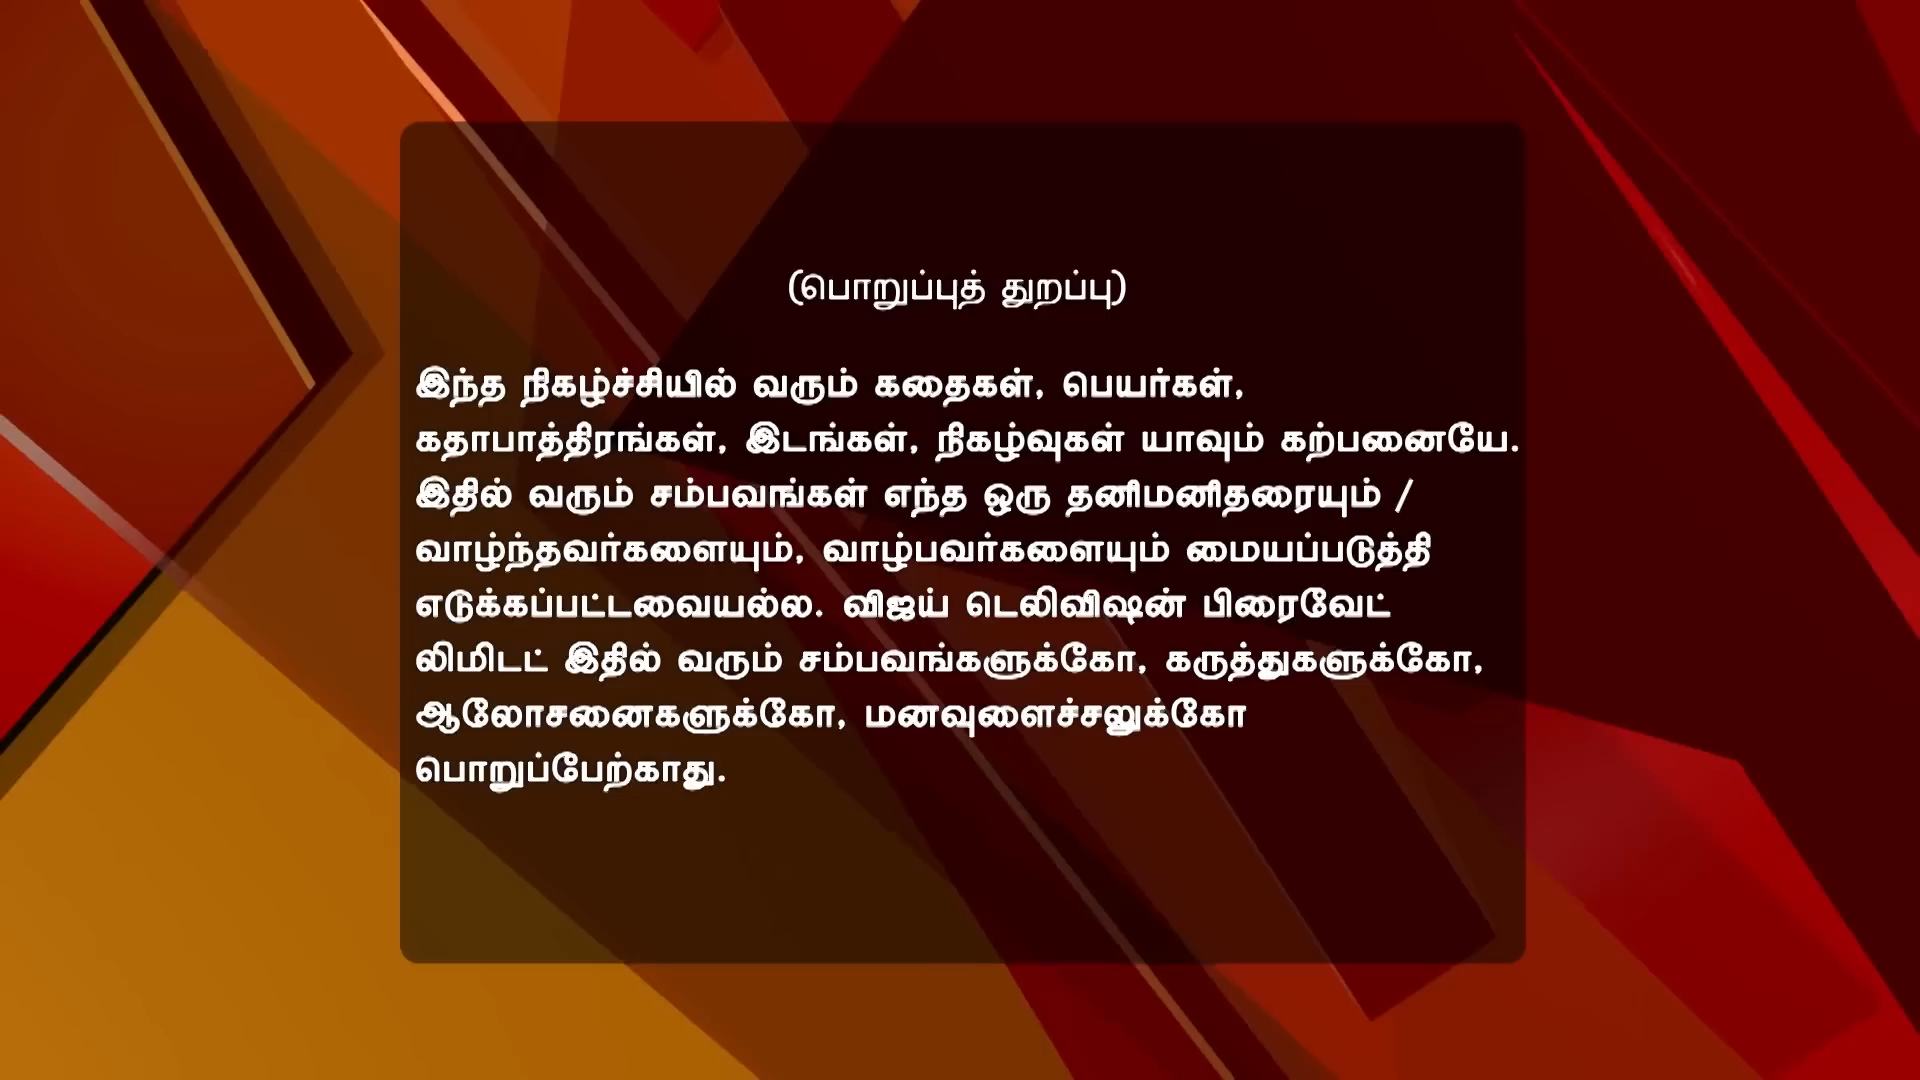 (பொறுப்புத் துறப்பு)
இந்த நிகழ்ச்சியில் வரும் கதைகள், பெயர்கள்,
கதாபாத்திரங்கள், இடங்கள், நிகழ்வுகள் யாவும் கற்பனையே.
இதில் வரும் சம்பவங்கள் எந்த ஒரு தனிமனிதரையும் /
வாழ்ந்தவர்களையும், வாழ்பவர்களையும் மையப்படுத்தி
எடுக்கப்பட்டவையல்ல. விஜய் டெலிவிஷன் பிரைவேட்
லிமிடட் இதில் வரும் சம்பவங்களுக்கோ, கருத்துகளுக்கோ,
ஆலோசனைகளுக்கோ, மனவுளைச்சலுக்கோ
பொறுப்பேற்காது.